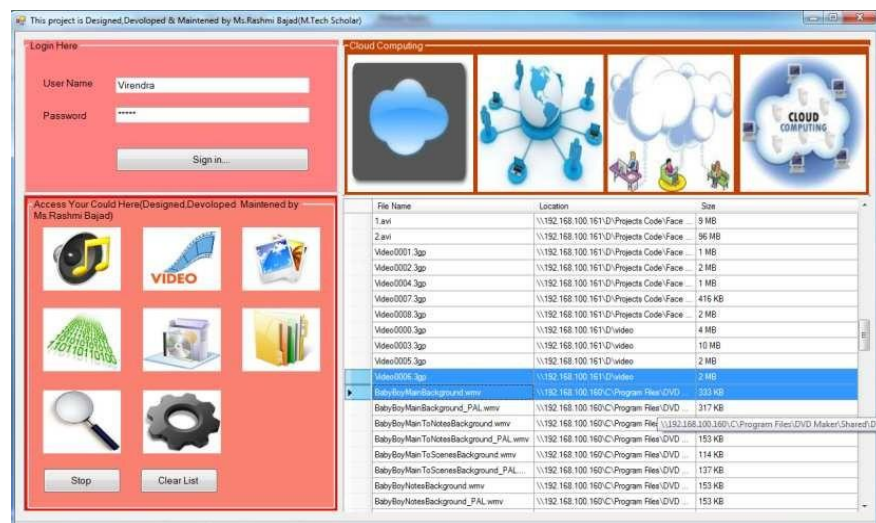 This project is Designed,Devoloped & Maintened by Ms.Rashmi Bajad(M.Tech Scholar)
Login Here
User Name Virendra
Password *****
Sign in...
Cloud Computing
CLOUD
COMPUTING
Access Your Could Here(Designed,Devoloped Maintened by
Ms.Rashmi Bajad)
VIDEO
Stop Clear List
File Name Location Size
1.avi \\192.168.100.161\D\Projects Code\Face ... 9 MB
2.avi \\192.168.100.161\D\Projects Code\Face ... 96 MB
Video0001.3gp \\192.168.100.161\D\Projects Code\Face ... 1 MB
Video0002.3gp \\192.168.100.161\D\Projects Code\Face ... 2 MB
Video0004.3gp \\192.168.100.161\D\Projects Code\Face ... 1 MB
Video0007.3gp \\192.168.100.161\D\Projects Code\Face ... 416 KB
Video0008.3gp \\192.168.100.161\D\Projects Code\Face ... 2 MB
Video0000.3gp \\192.168.100.161\D\video 4 MB
Video0003.3gp \\192.168.100.161\D\video 10 MB
Video0005.3gp \\192.168.100.161\D\video 2 MB
Video0006.3gp \\192.168.100.161\D\video 2 MB
BabyBoyMainBackground.wmv \\192.168.100.160\C\Program Files\DVD ... 333 KB
BabyBoyMainBackground_PAL.wmv \\192.168.100.160\C\Program Files\DVD ... 317 KB
BabyBoyMainToNotesBackground.wmv \\192.168.100.160\C\Program Files
\\192.168.100.160\C\Program Files\DVD Maker\Shared\D
BabyBoyMainToNotesBackground_PAL.wmv \\192.168.100.160\C\Program Files\DVD ... 153 KB
BabyBoyMainToScenesBackground.wmv \\192.168.100.160\C\Program Files\DVD ... 114 KB
BabyBoyMainToScenesBackground_PAL.... \\192.168.100.160\C\Program Files\DVD ... 137 KB
BabyBoyNotesBackground.wmv \\192.168.100.160\C\Program Files\DVD ... 153 KB
BabyBoyNotesBackground_PAL.wmv \\192.168.100.160\C\Program Files\DVD ... 153 KB